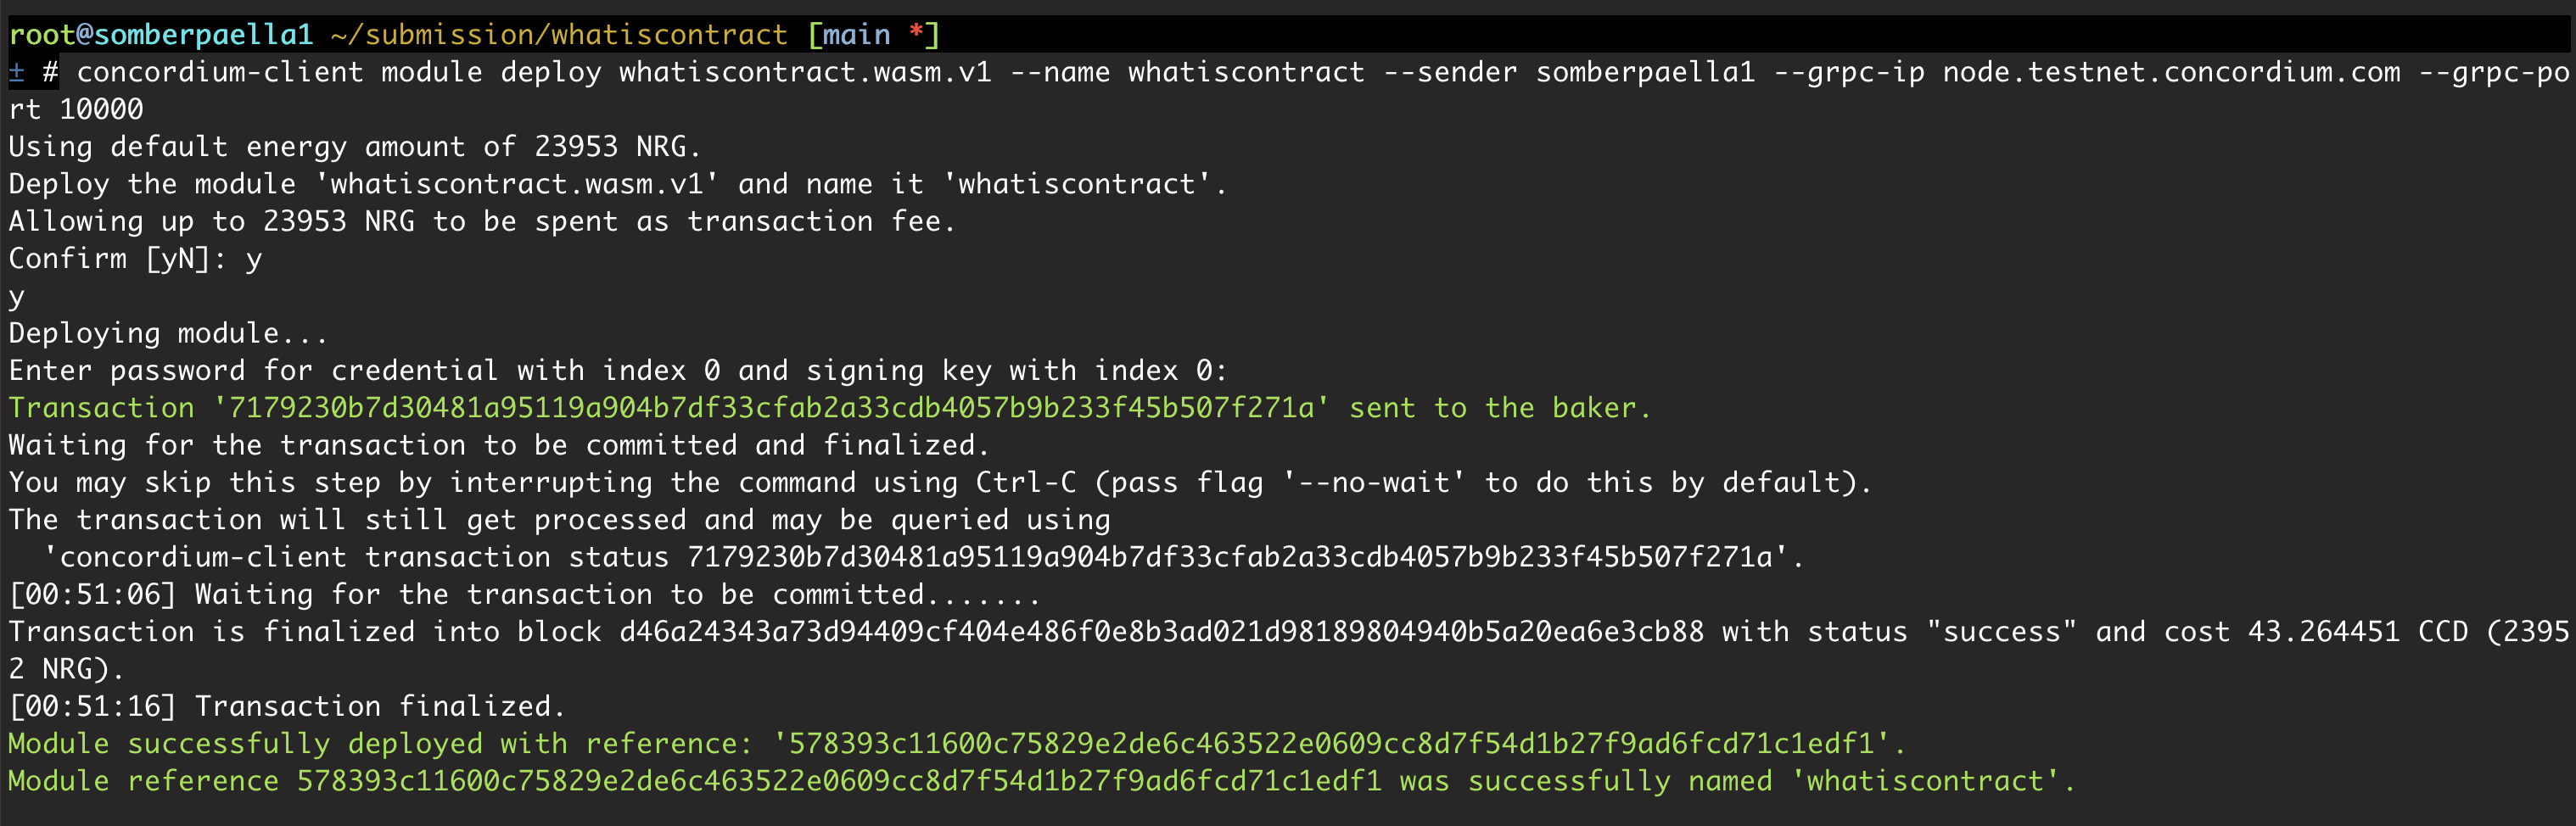 root@somberpaella1 ~/submission/whatiscontract [main *]
± # concordium-client module deploy whatiscontract.wasm.v1 --name whatiscontract --sender somberpaella1 --grpc-ip node.testnet.concordium.com --grpc-po
rt 10000
Using default energy amount of 23953 NRG.
Deploy the module 'whatiscontract.wasm.v1' and name it 'whatiscontract'.
Allowing up to 23953 NRG to be spent as transaction fee.
Confirm [yN]: y
y
Deploying module...
Enter password for credential with index 0 and signing key with index 0:
Transaction '7179230b7d30481a95119a904b7df33cfab2a33cdb4057b9b233f45b507f271a' sent to the baker.
Waiting for the transaction to be committed and finalized.
You may skip this step by interrupting the command using Ctrl-C (pass flag '--no-wait' to do this by default).
The transaction will still get processed and may be queried using
  'concordium-client transaction status 7179230b7d30481a95119a904b7df33cfab2a33cdb4057b9b233f45b507f271a'.
[00:51:06] Waiting for the transaction to be committed.......
Transaction is finalized into block d46a24343a73d94409cf404e486f0e8b3ad021d98189804940b5a20ea6e3cb88 with status "success" and cost 43.264451 CCD (2395
2 NRG).
[00:51:16] Transaction finalized.
Module successfully deployed with reference: '578393c11600c75829e2de6c463522e0609cc8d7f54d1b27f9ad6fcd71c1edf1'.
Module reference 578393c11600c75829e2de6c463522e0609cc8d7f54d1b27f9ad6fcd71c1edf1 was successfully named 'whatiscontract'.